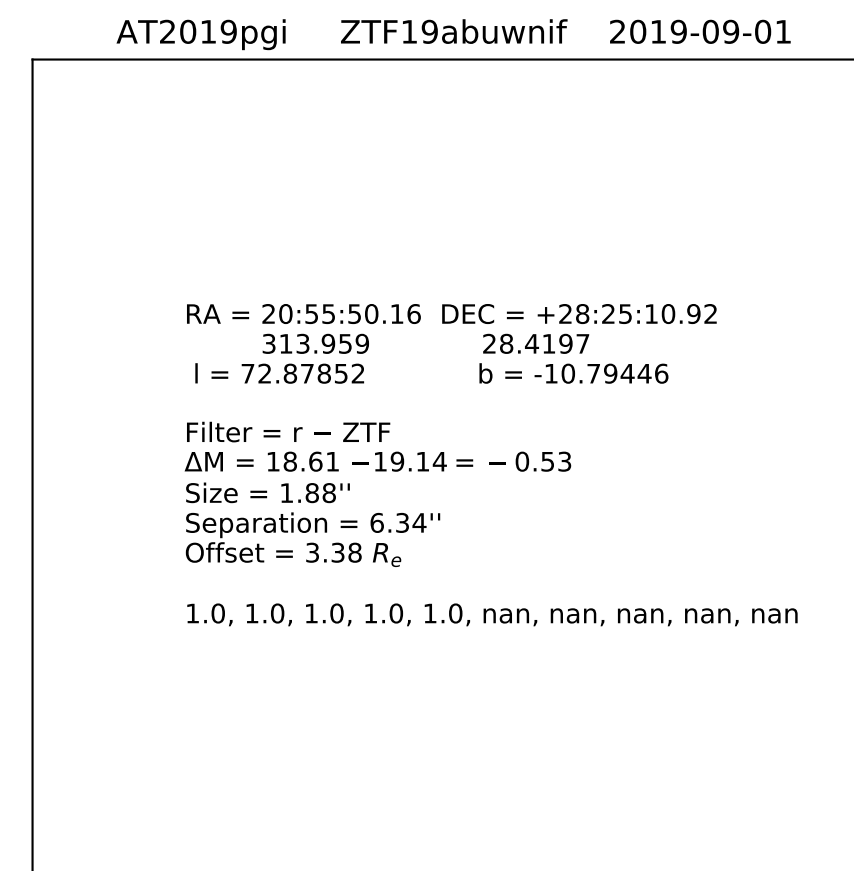 AT2019pgi ZTF19abuwnif 2019-09-01
RA = 20:55:50.16 DEC = +28:25:10.92
313.959 28.4197
l = 72.87852 b = -10.79446
Filter = r − ZTF
ΔM = 18.61 −19.14 = − 0.53
Size = 1.88''
Separation = 6.34''
Offset = 3.38 Rₑ
1.0, 1.0, 1.0, 1.0, 1.0, nan, nan, nan, nan, nan